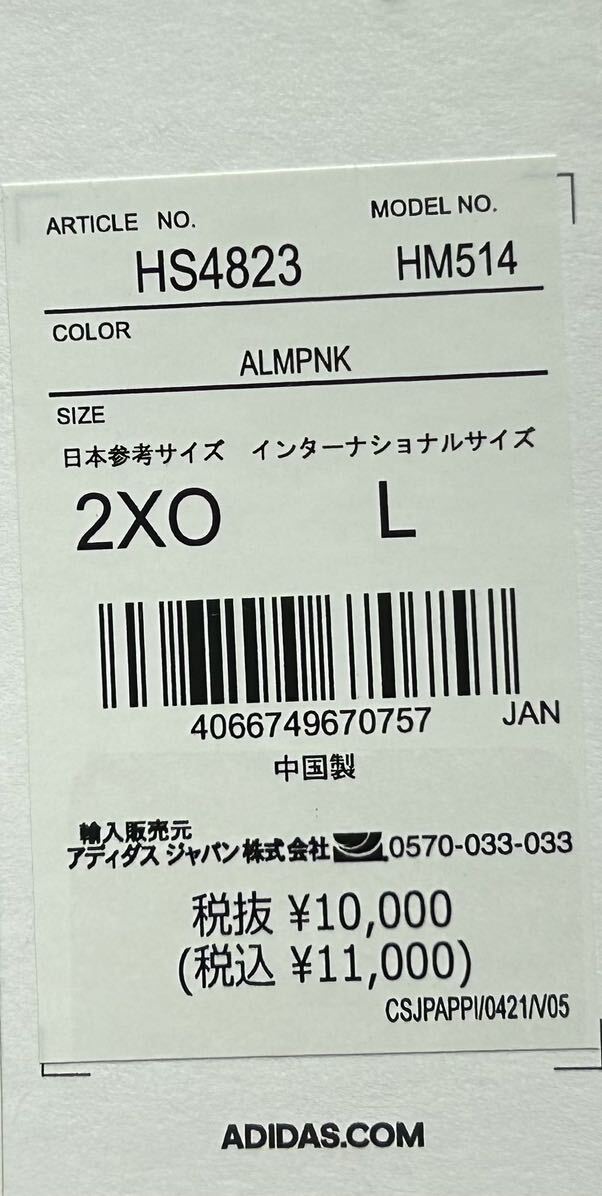 ARTICLE NO. MODEL NO.
HS4823 HM514
COLOR
ALMPNK
SIZE
日本参考サイズ インターナショナルサイズ
2XO L
4066749670757 JAN
中国製
輸入販売元
アディダス ジャパン株式会社 0570-033-033
税抜 ¥10,000
(税込 ¥11,000)
CSJPAPPI/0421/V05
ADIDAS.COM